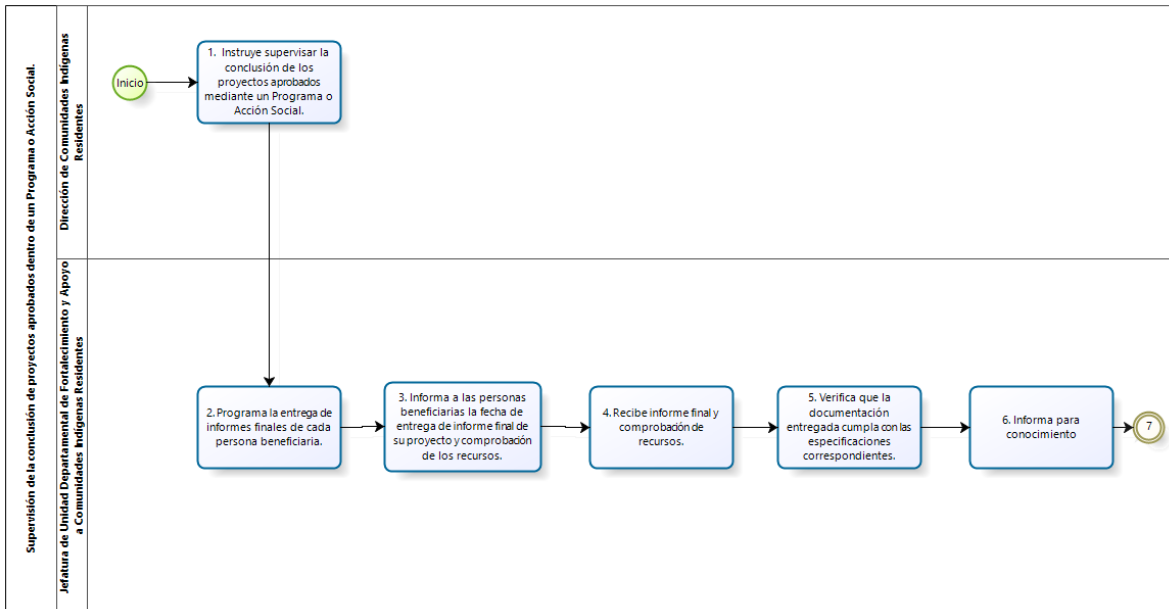 Supervisión de la conclusión de proyectos aprobados dentro de un Programa o Acción Social.
Dirección de Comunidades Indígenas
Residentes
Inicio
1. Instruye supervisar la
conclusión de los
proyectos aprobados
mediante un Programa o
Acción Social.
Jefatura de Unidad Departamental de Fortalecimiento y Apoyo
a Comunidades Indígenas Residentes
2. Programa la entrega de
informes finales de cada
persona beneficiaria.
3. Informa a las personas
beneficiarias la fecha de
entrega de informe final de
su proyecto y comprobación
de los recursos.
4. Recibe informe final y
comprobación de
recursos.
5. Verifica que la
documentación
entregada cumpla con las
especificaciones
correspondientes.
6. Informa para
conocimiento
7